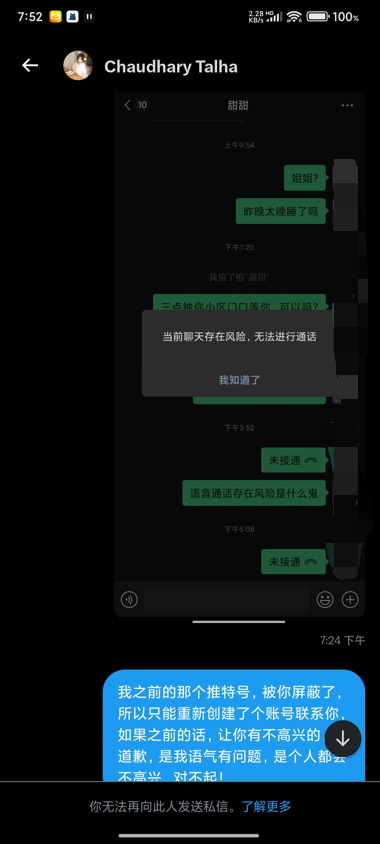 7:52
2.28 KB/s
HD
100%
Chaudhary Talha
10
甜甜
上午9:54
姐姐？
昨晚太晚睡了吗
下午1:20
我拍了拍“甜甜”
三点钟你小区门口等你，可以吗？
当前聊天存在风险，无法进行通话
我知道了
下午3:52
未接通
语音通话存在风险是什么鬼
下午5:08
未接通
7:24 下午
我之前的那个推特号，被你屏蔽了，
所以只能重新创建了个账号联系你，
如果之前的话，让你有不高兴的
道歉，是我语气有问题，是个人都会
不高兴，对不起！
你无法再向此人发送私信。了解更多